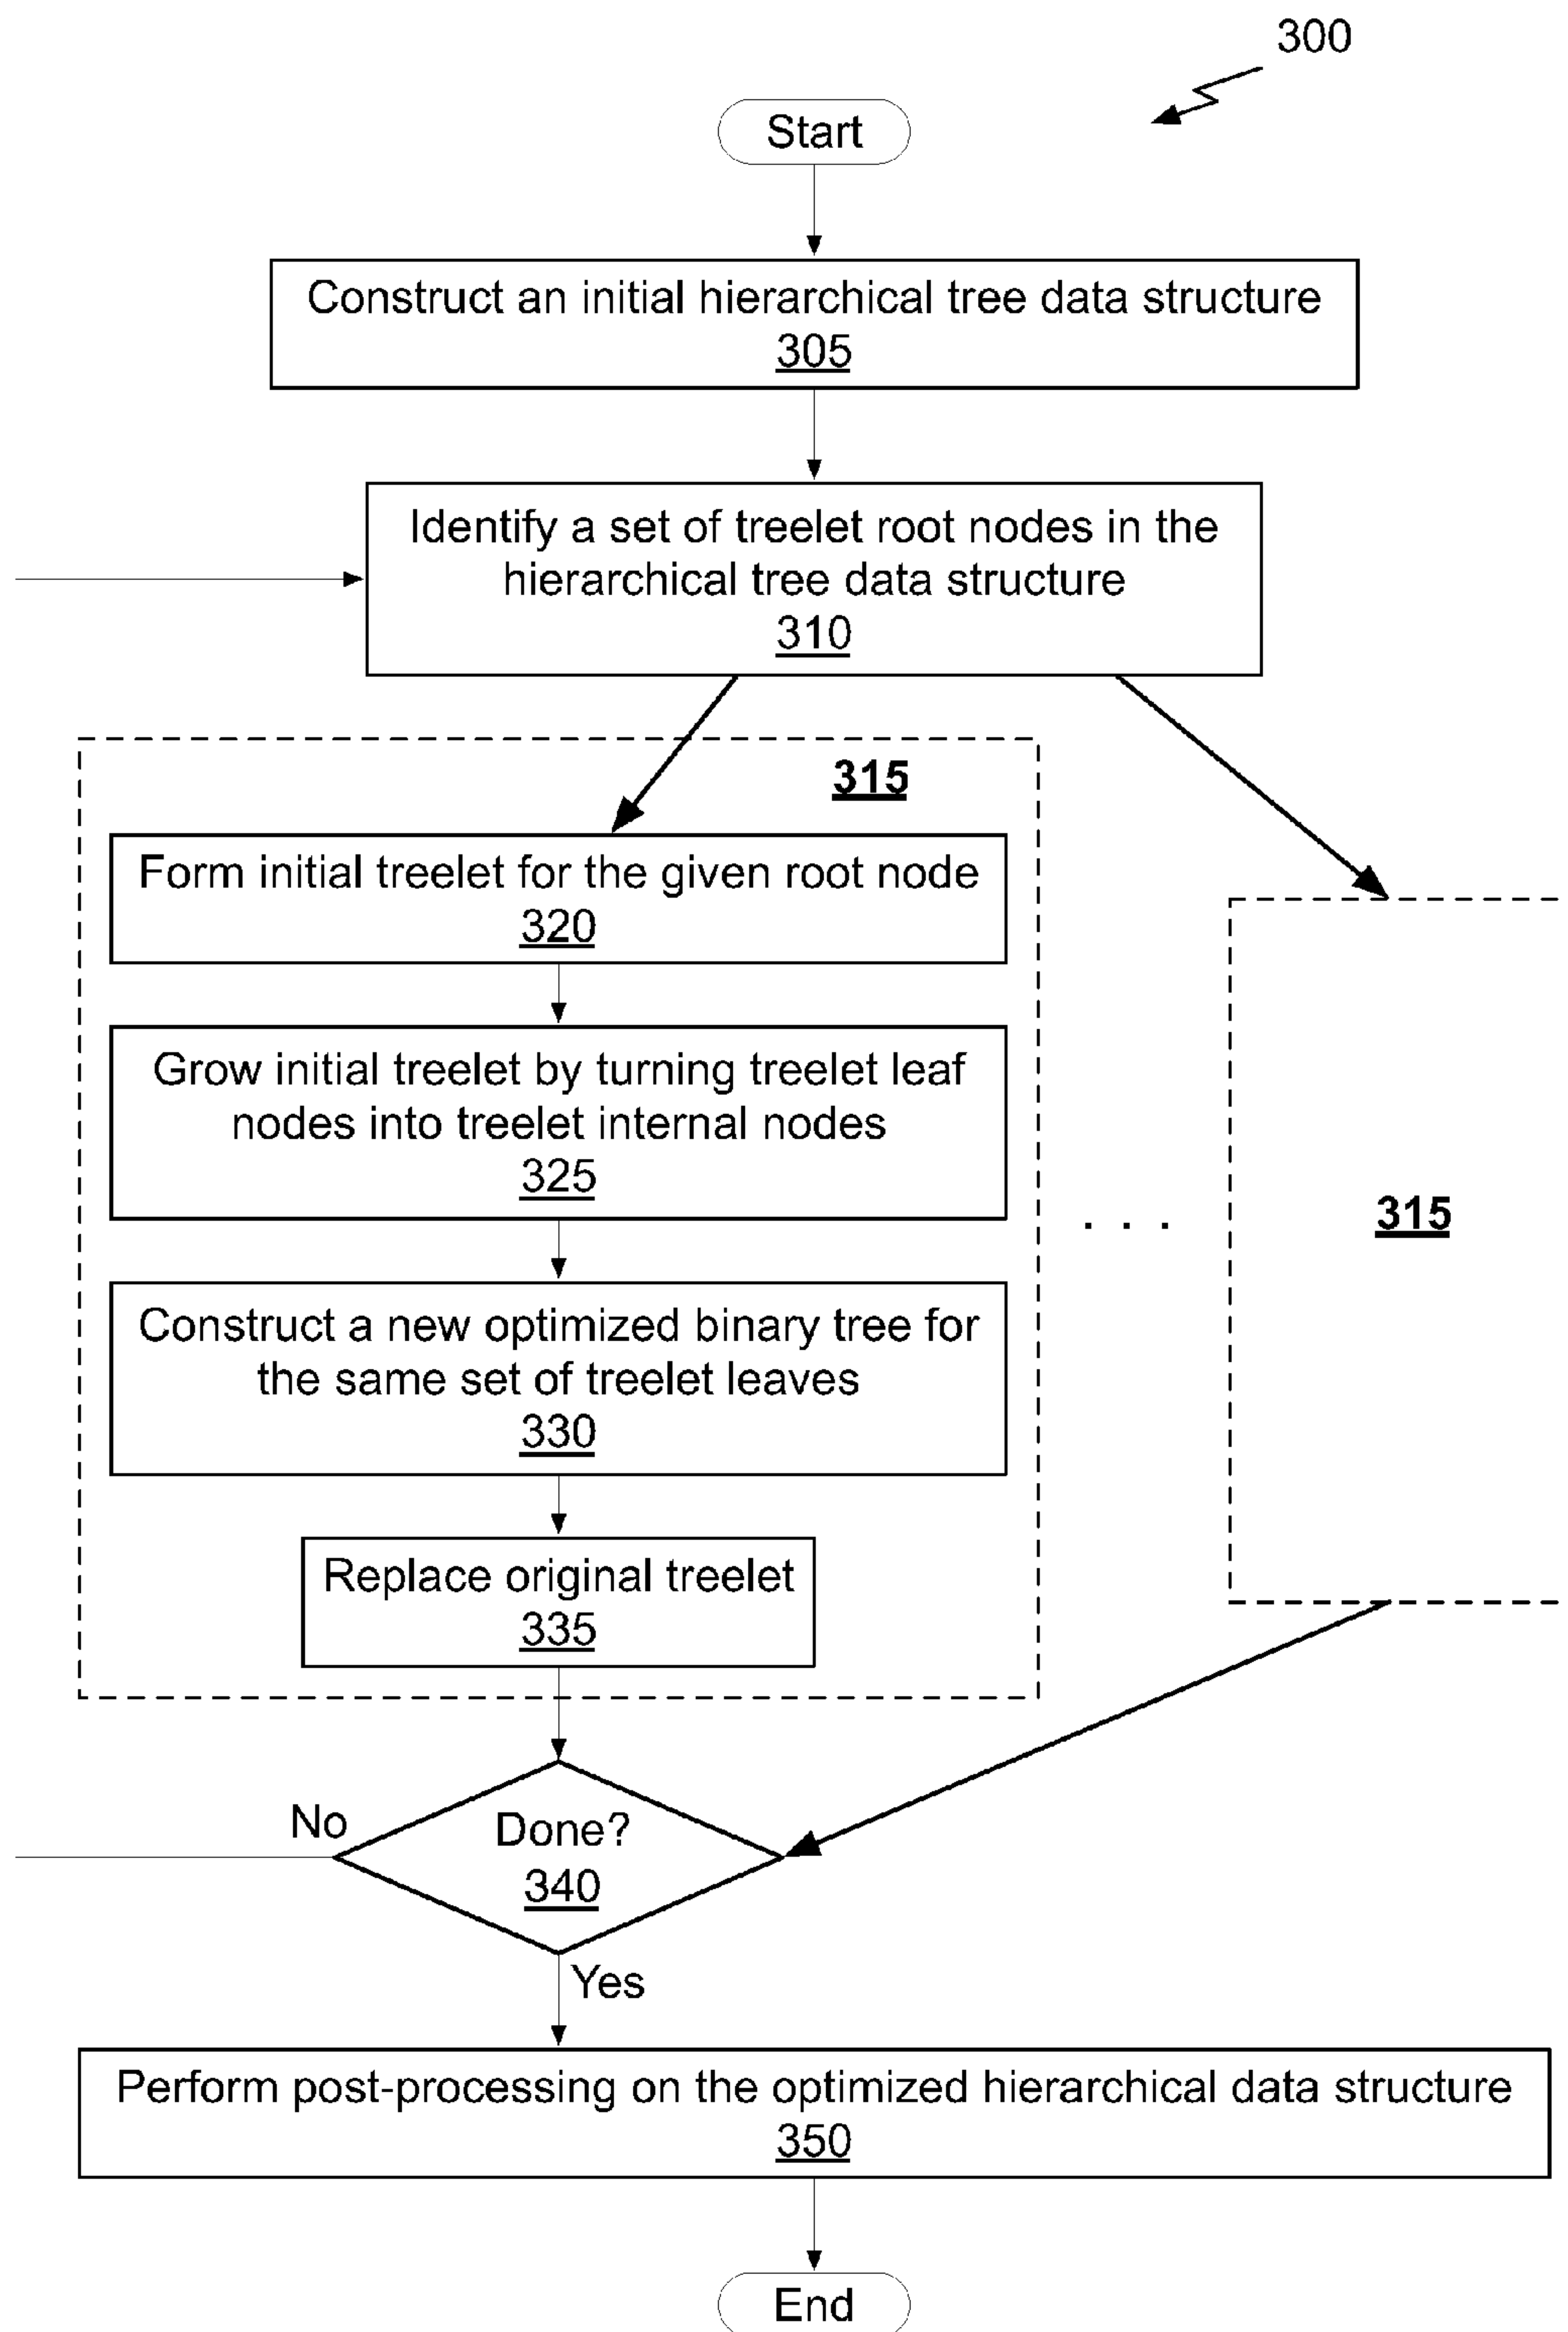 300
Start
Construct an initial hierarchical tree data structure
305
Identify a set of treelet root nodes in the
hierarchical tree data structure
310
315
Form initial treelet for the given root node
320
Grow initial treelet by turning treelet leaf
nodes into treelet internal nodes
325
. . .
315
Construct a new optimized binary tree for
the same set of treelet leaves
330
Replace original treelet
335
No
Done?
340
Yes
Perform post-processing on the optimized hierarchical data structure
350
End